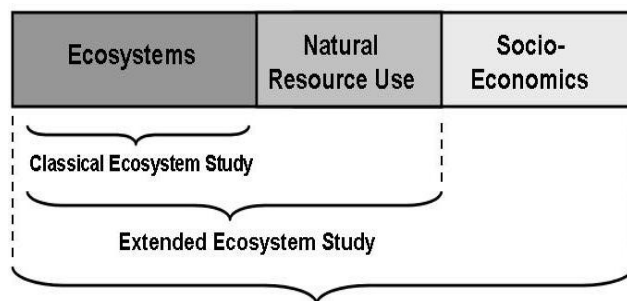 Ecosystems
Natural
Resource Use
Socio-
Economics
Classical Ecosystem Study
Extended Ecosystem Study